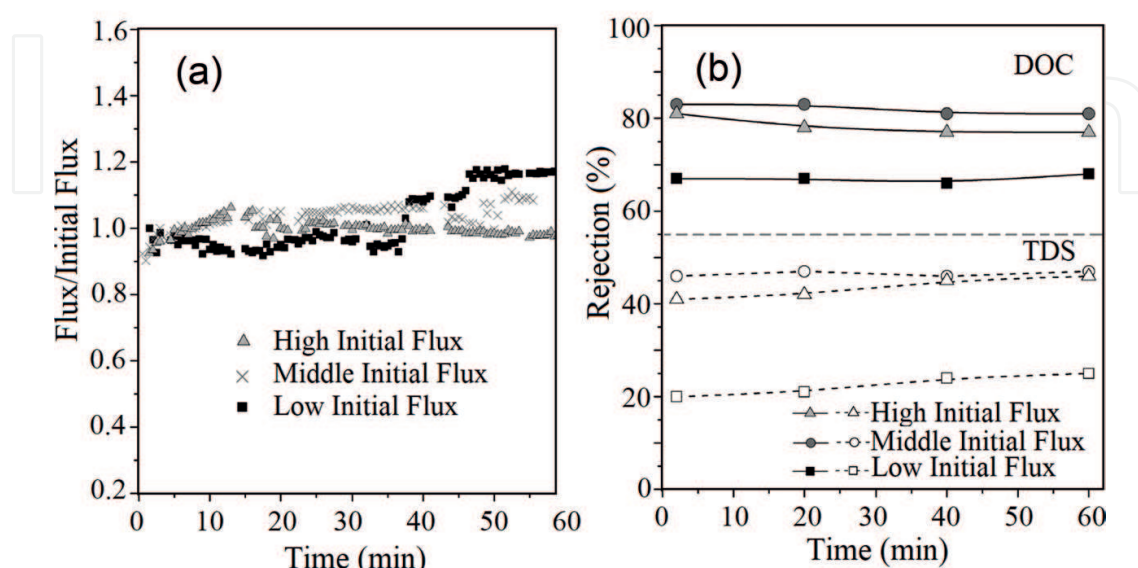 (a)
Flux/Initial Flux
1.6
1.4
1.2
1.0
0.8
0.6
0.4
0.2
High Initial Flux
Middle Initial Flux
Low Initial Flux
0 10 20 30 40 50 60
Time (min)
(b)
Rejection (%)
100
80
60
40
20
0
DOC
TDS
High Initial Flux
Middle Initial Flux
Low Initial Flux
0 10 20 30 40 50 60
Time (min)